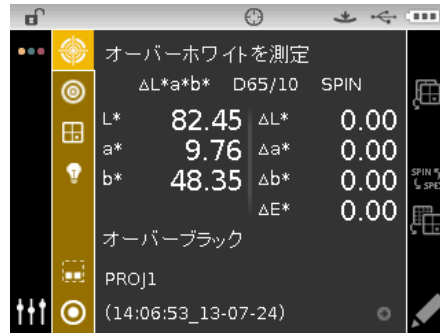 オーバーホワイトを測定
ΔL*a*b* D65/10 SPIN
L* 82.45 ΔL* 0.00
a* 9.76 Δa* 0.00
b* 48.35 Δb* 0.00
ΔE* 0.00
SPIN
SPE
オーバーブラック
PROJ1
(14:06:53_13-07-24)